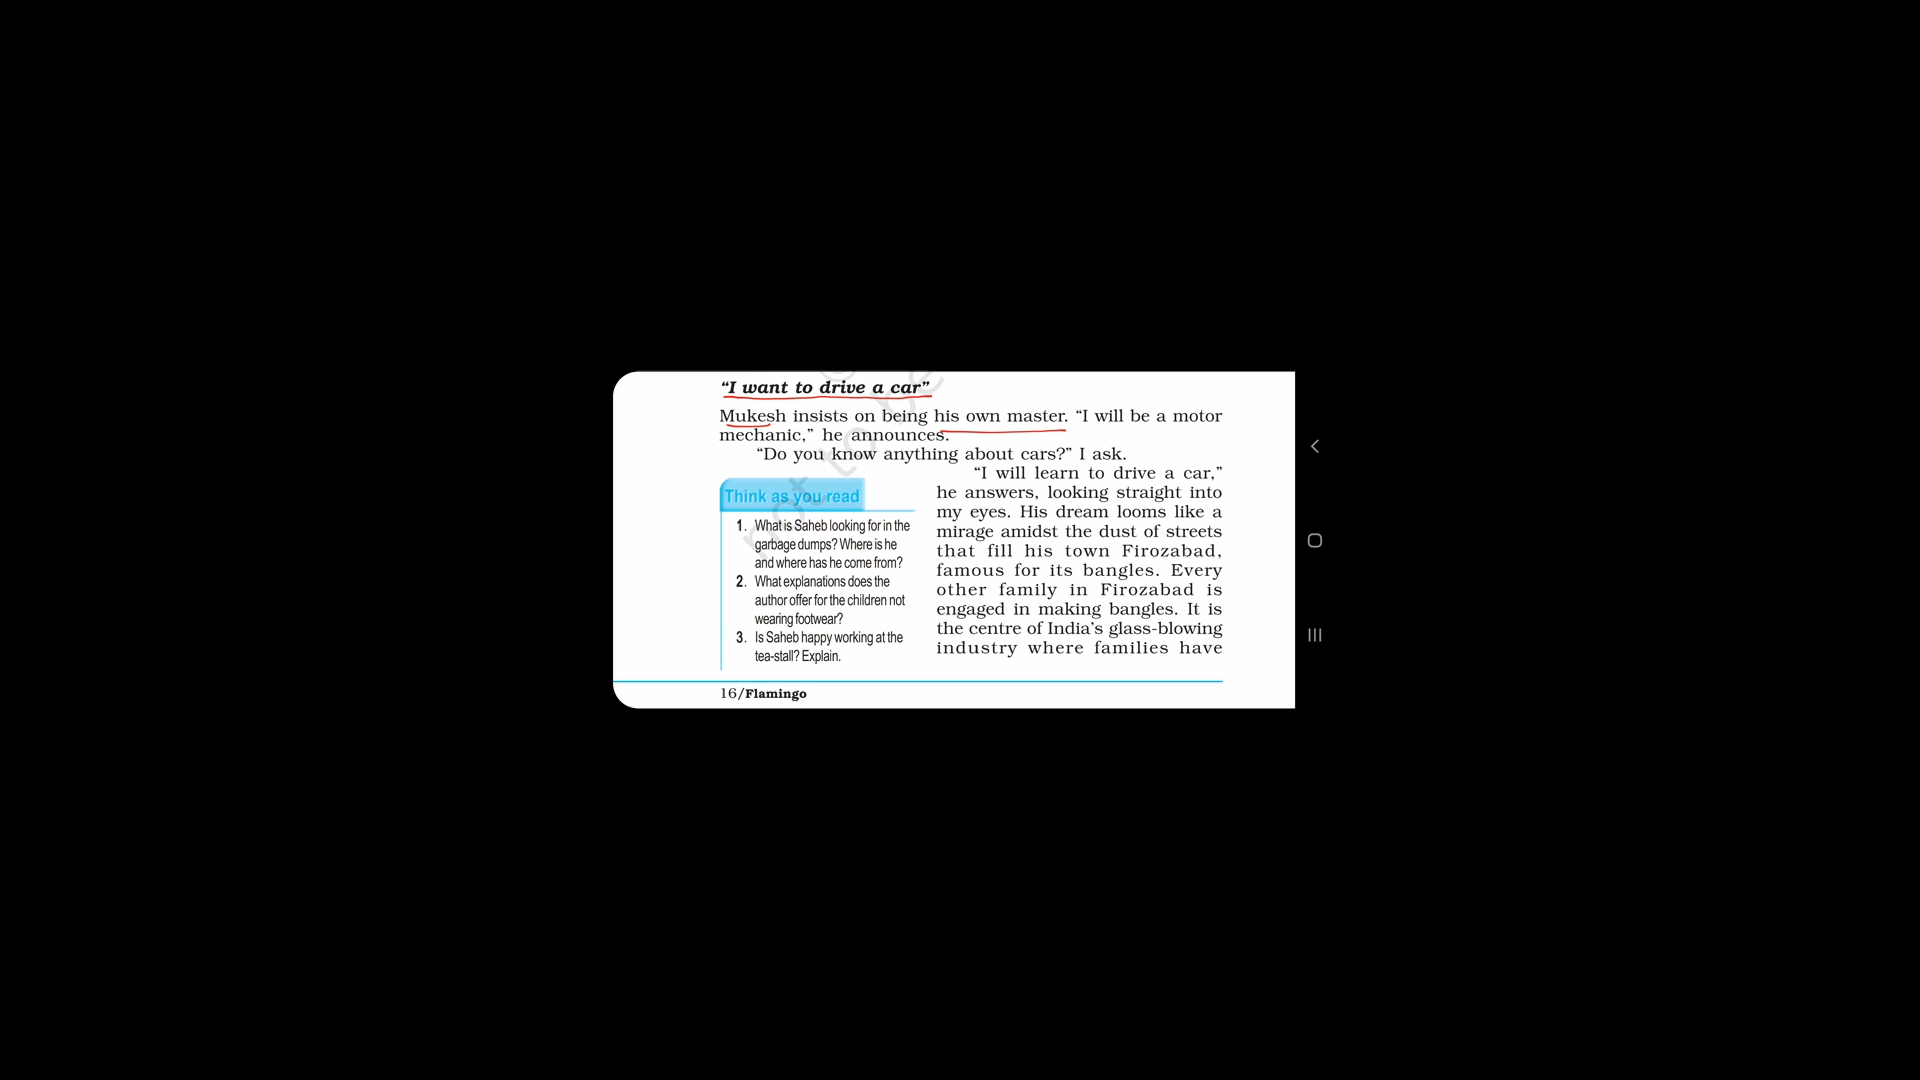 “I want to drive a car”
Mukesh insists on being his own master. “I will be a motor
mechanic,” he announces.
“Do you know anything about cars?” I ask.
“I will learn to drive a car,”
he answers, looking straight into
my eyes. His dream looms like a
mirage amidst the dust of streets
that fill his town Firozabad,
famous for its bangles. Every
other family in Firozabad is
engaged in making bangles. It is
the centre of India’s glass-blowing
industry where families have
Think as you read
1. What is Saheb looking for in the
garbage dumps? Where is he
and where has he come from?
2. What explanations does the
author offer for the children not
wearing footwear?
3. Is Saheb happy working at the
tea-stall? Explain.
16/Flamingo
not to be